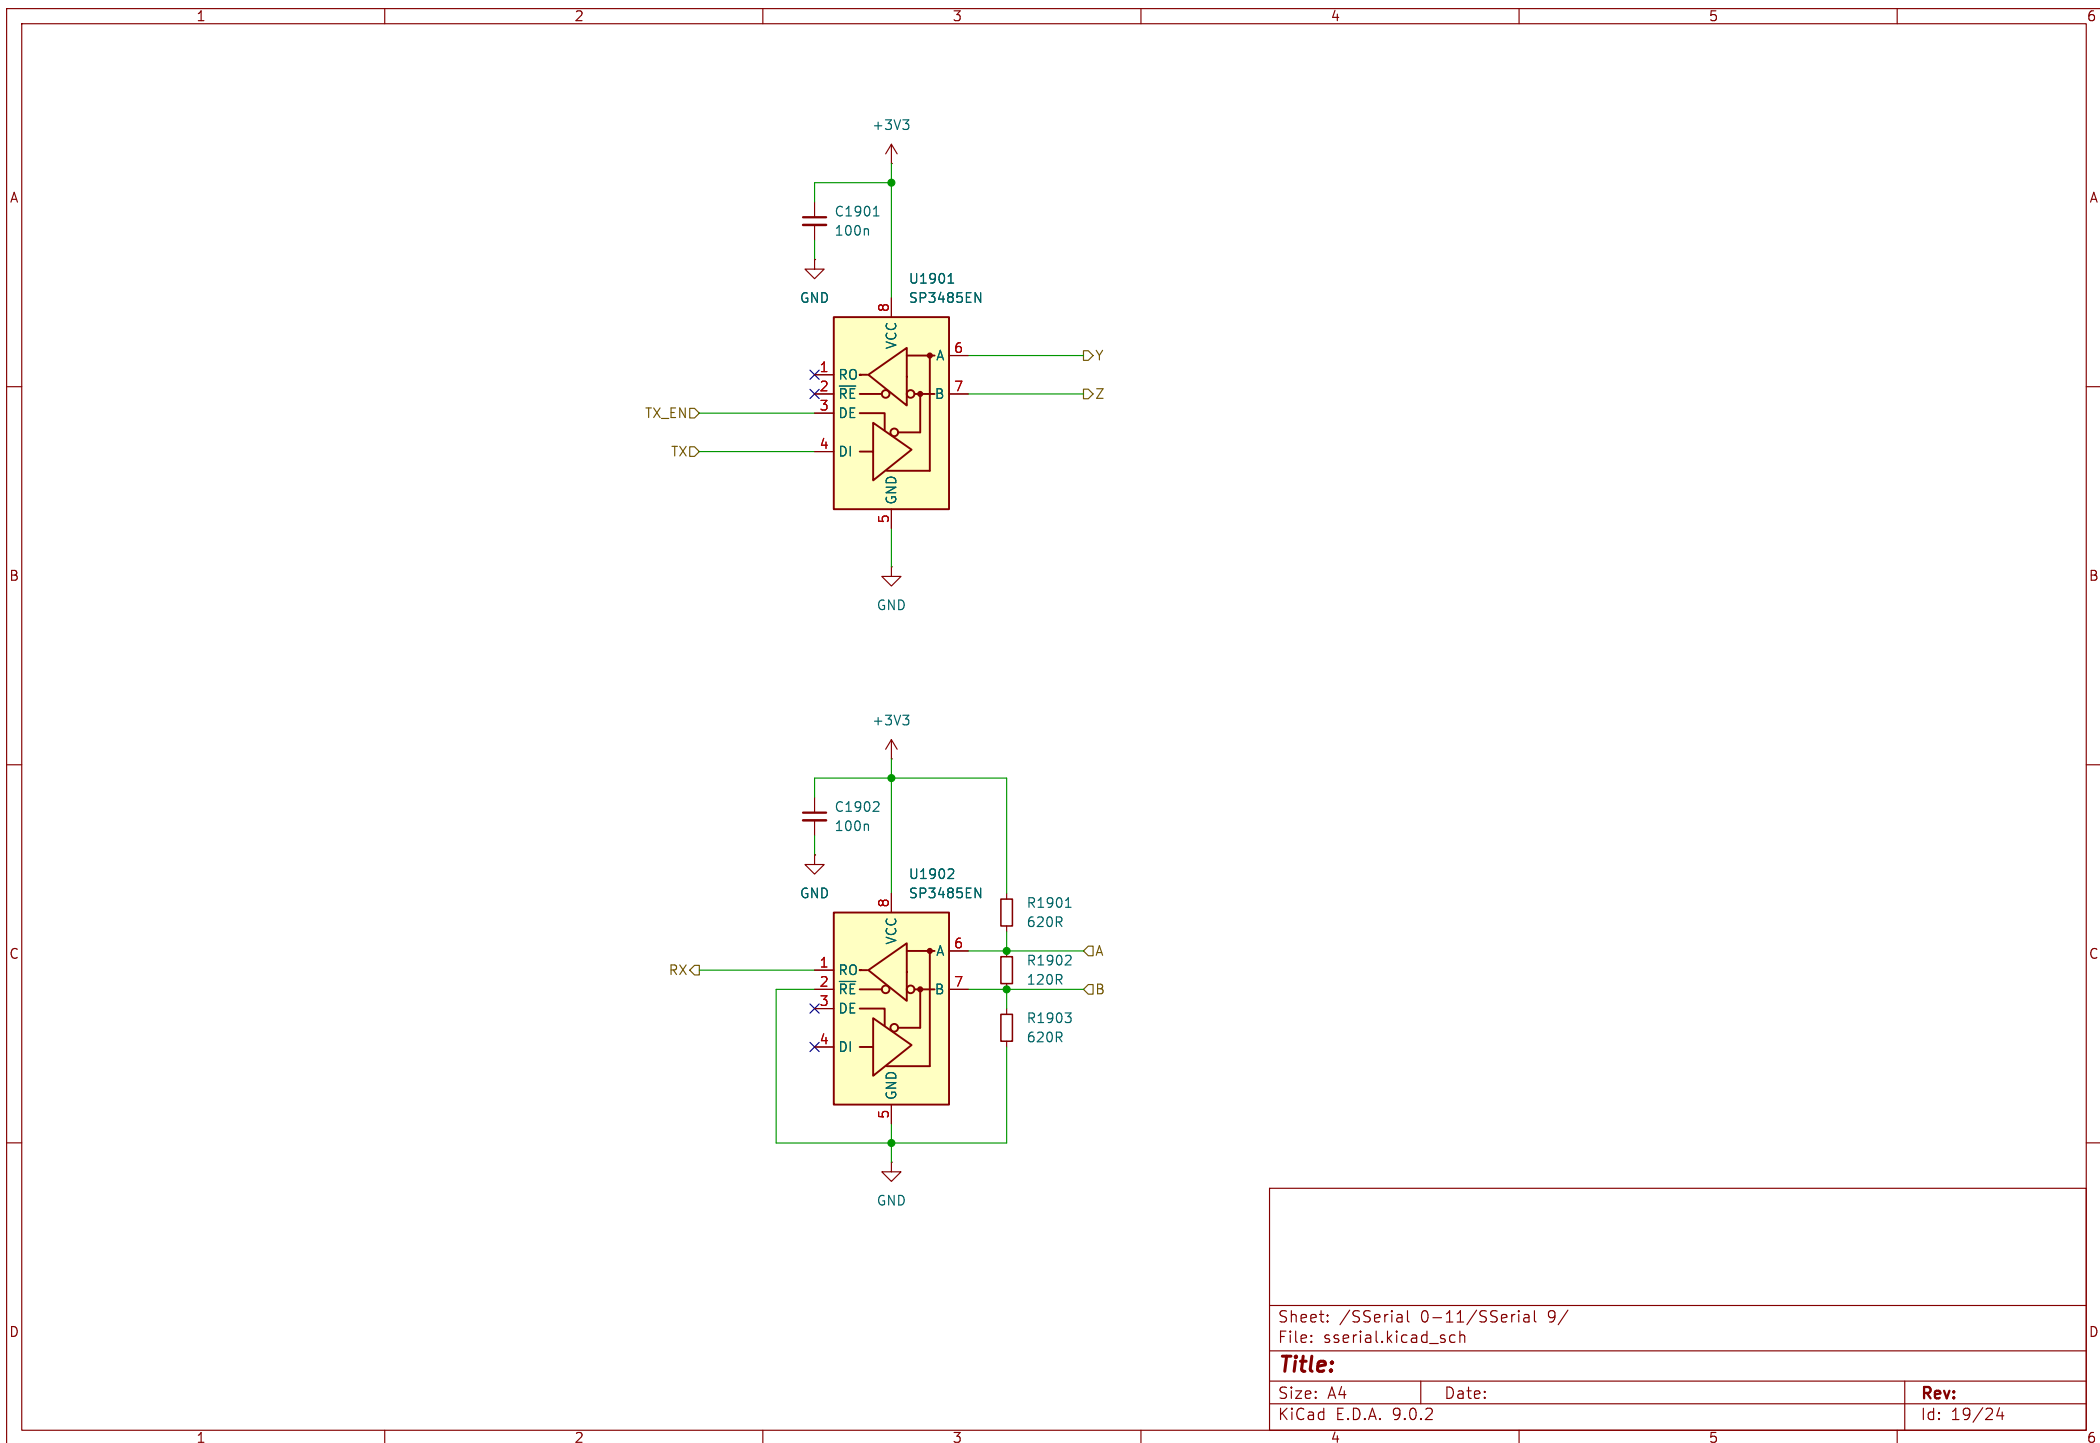 1 2 3 4 5 6
A A
+3V3
C1901
100n
GND
U1901
SP3485EN
8
VCC
A 6 Y
1 RO
2 RE
B 7 Z
TX_EN 3 DE
TX 4 DI
GND
5
GND
B B
+3V3
C1902
100n
GND
U1902
SP3485EN
8
VCC
R1901
620R
C C
A 6 A
RX 1 RO
R1902
120R
2 RE
B 7 B
3 DE
R1903
620R
4 DI
GND
5
GND
D D
Sheet: /SSerial 0-11/SSerial 9/
File: sserial.kicad_sch
Title:
Size: A4 Date: Rev:
KiCad E.D.A. 9.0.2 Id: 19/24
1 2 3 4 5 6